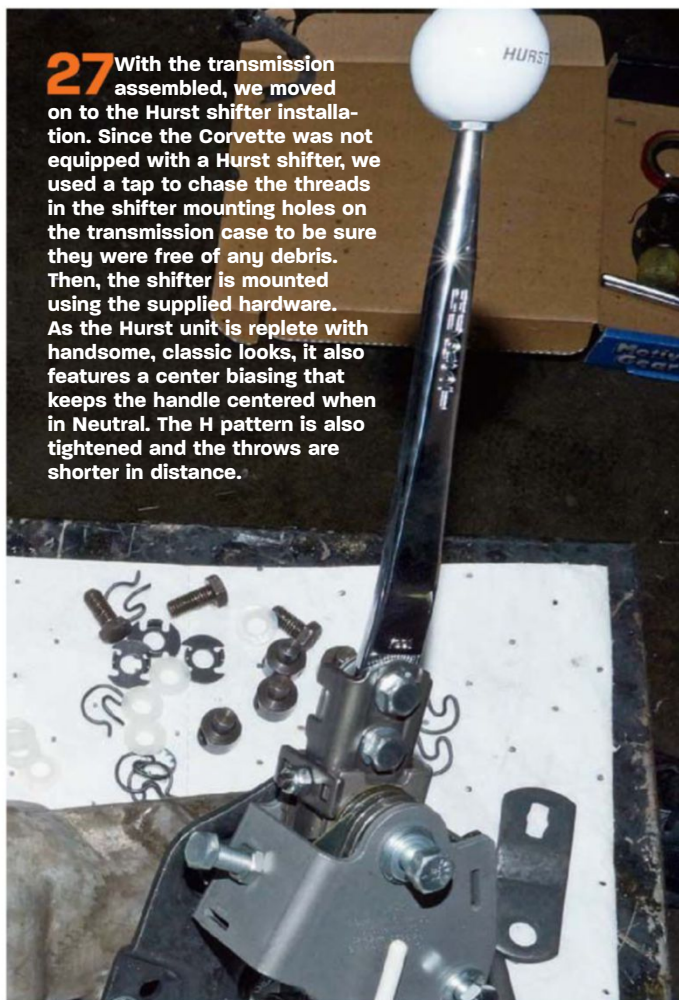 27 With the transmission
assembled, we moved
on to the Hurst shifter installa-
tion. Since the Corvette was not
equipped with a Hurst shifter, we
used a tap to chase the threads
in the shifter mounting holes on
the transmission case to be sure
they were free of any debris.
Then, the shifter is mounted
using the supplied hardware.
As the Hurst unit is replete with
handsome, classic looks, it also
features a center biasing that
keeps the handle centered when
in Neutral. The H pattern is also
tightened and the throws are
shorter in distance.
HURST
Gear